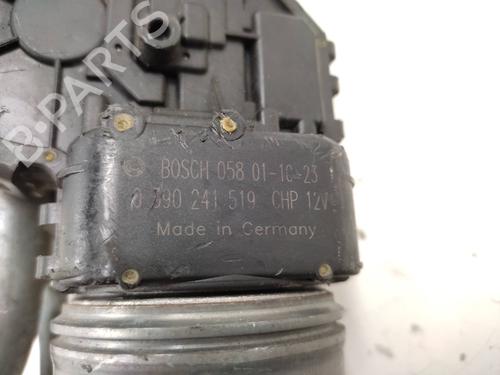 B-PARTS
BOSCH 058 01-10-23
0 390 241 519 CHP 12V
Made in Germany